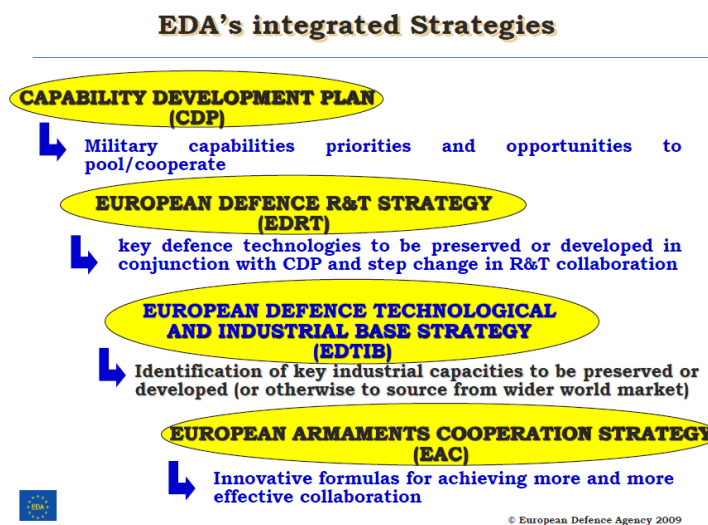 EDA's integrated Strategies
CAPABILITY DEVELOPMENT PLAN
(CDP)
Military capabilities priorities and opportunities to
pool/cooperate
EUROPEAN DEFENCE R&T STRATEGY
(EDRT)
key defence technologies to be preserved or developed in
conjunction with CDP and step change in R&T collaboration
EUROPEAN DEFENCE TECHNOLOGICAL
AND INDUSTRIAL BASE STRATEGY
(EDTIB)
Identification of key industrial capacities to be preserved or
developed (or otherwise to source from wider world market)
EUROPEAN ARMAMENTS COOPERATION STRATEGY
(EAC)
Innovative formulas for achieving more and more
effective collaboration
EDA
© European Defence Agency 2009